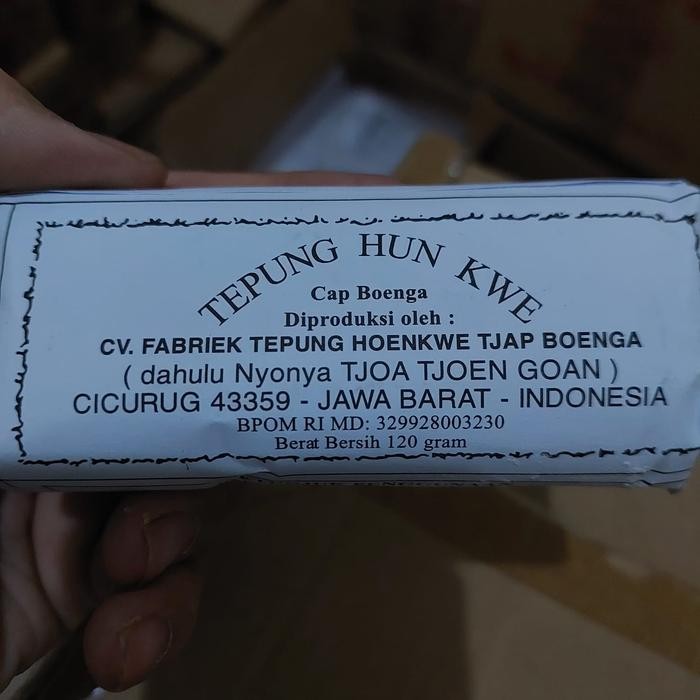 TEPUNG HUN KWE
Cap Boenga
Diproduksi oleh :
CV. FABRIEK TEPUNG HOENKWE TJAP BOENGA
( dahulu Nyonya TJOA TJOEN GOAN )
CICURUG 43359 - JAWA BARAT - INDONESIA
BPOM RI MD: 329928003230
Berat Bersih 120 gram